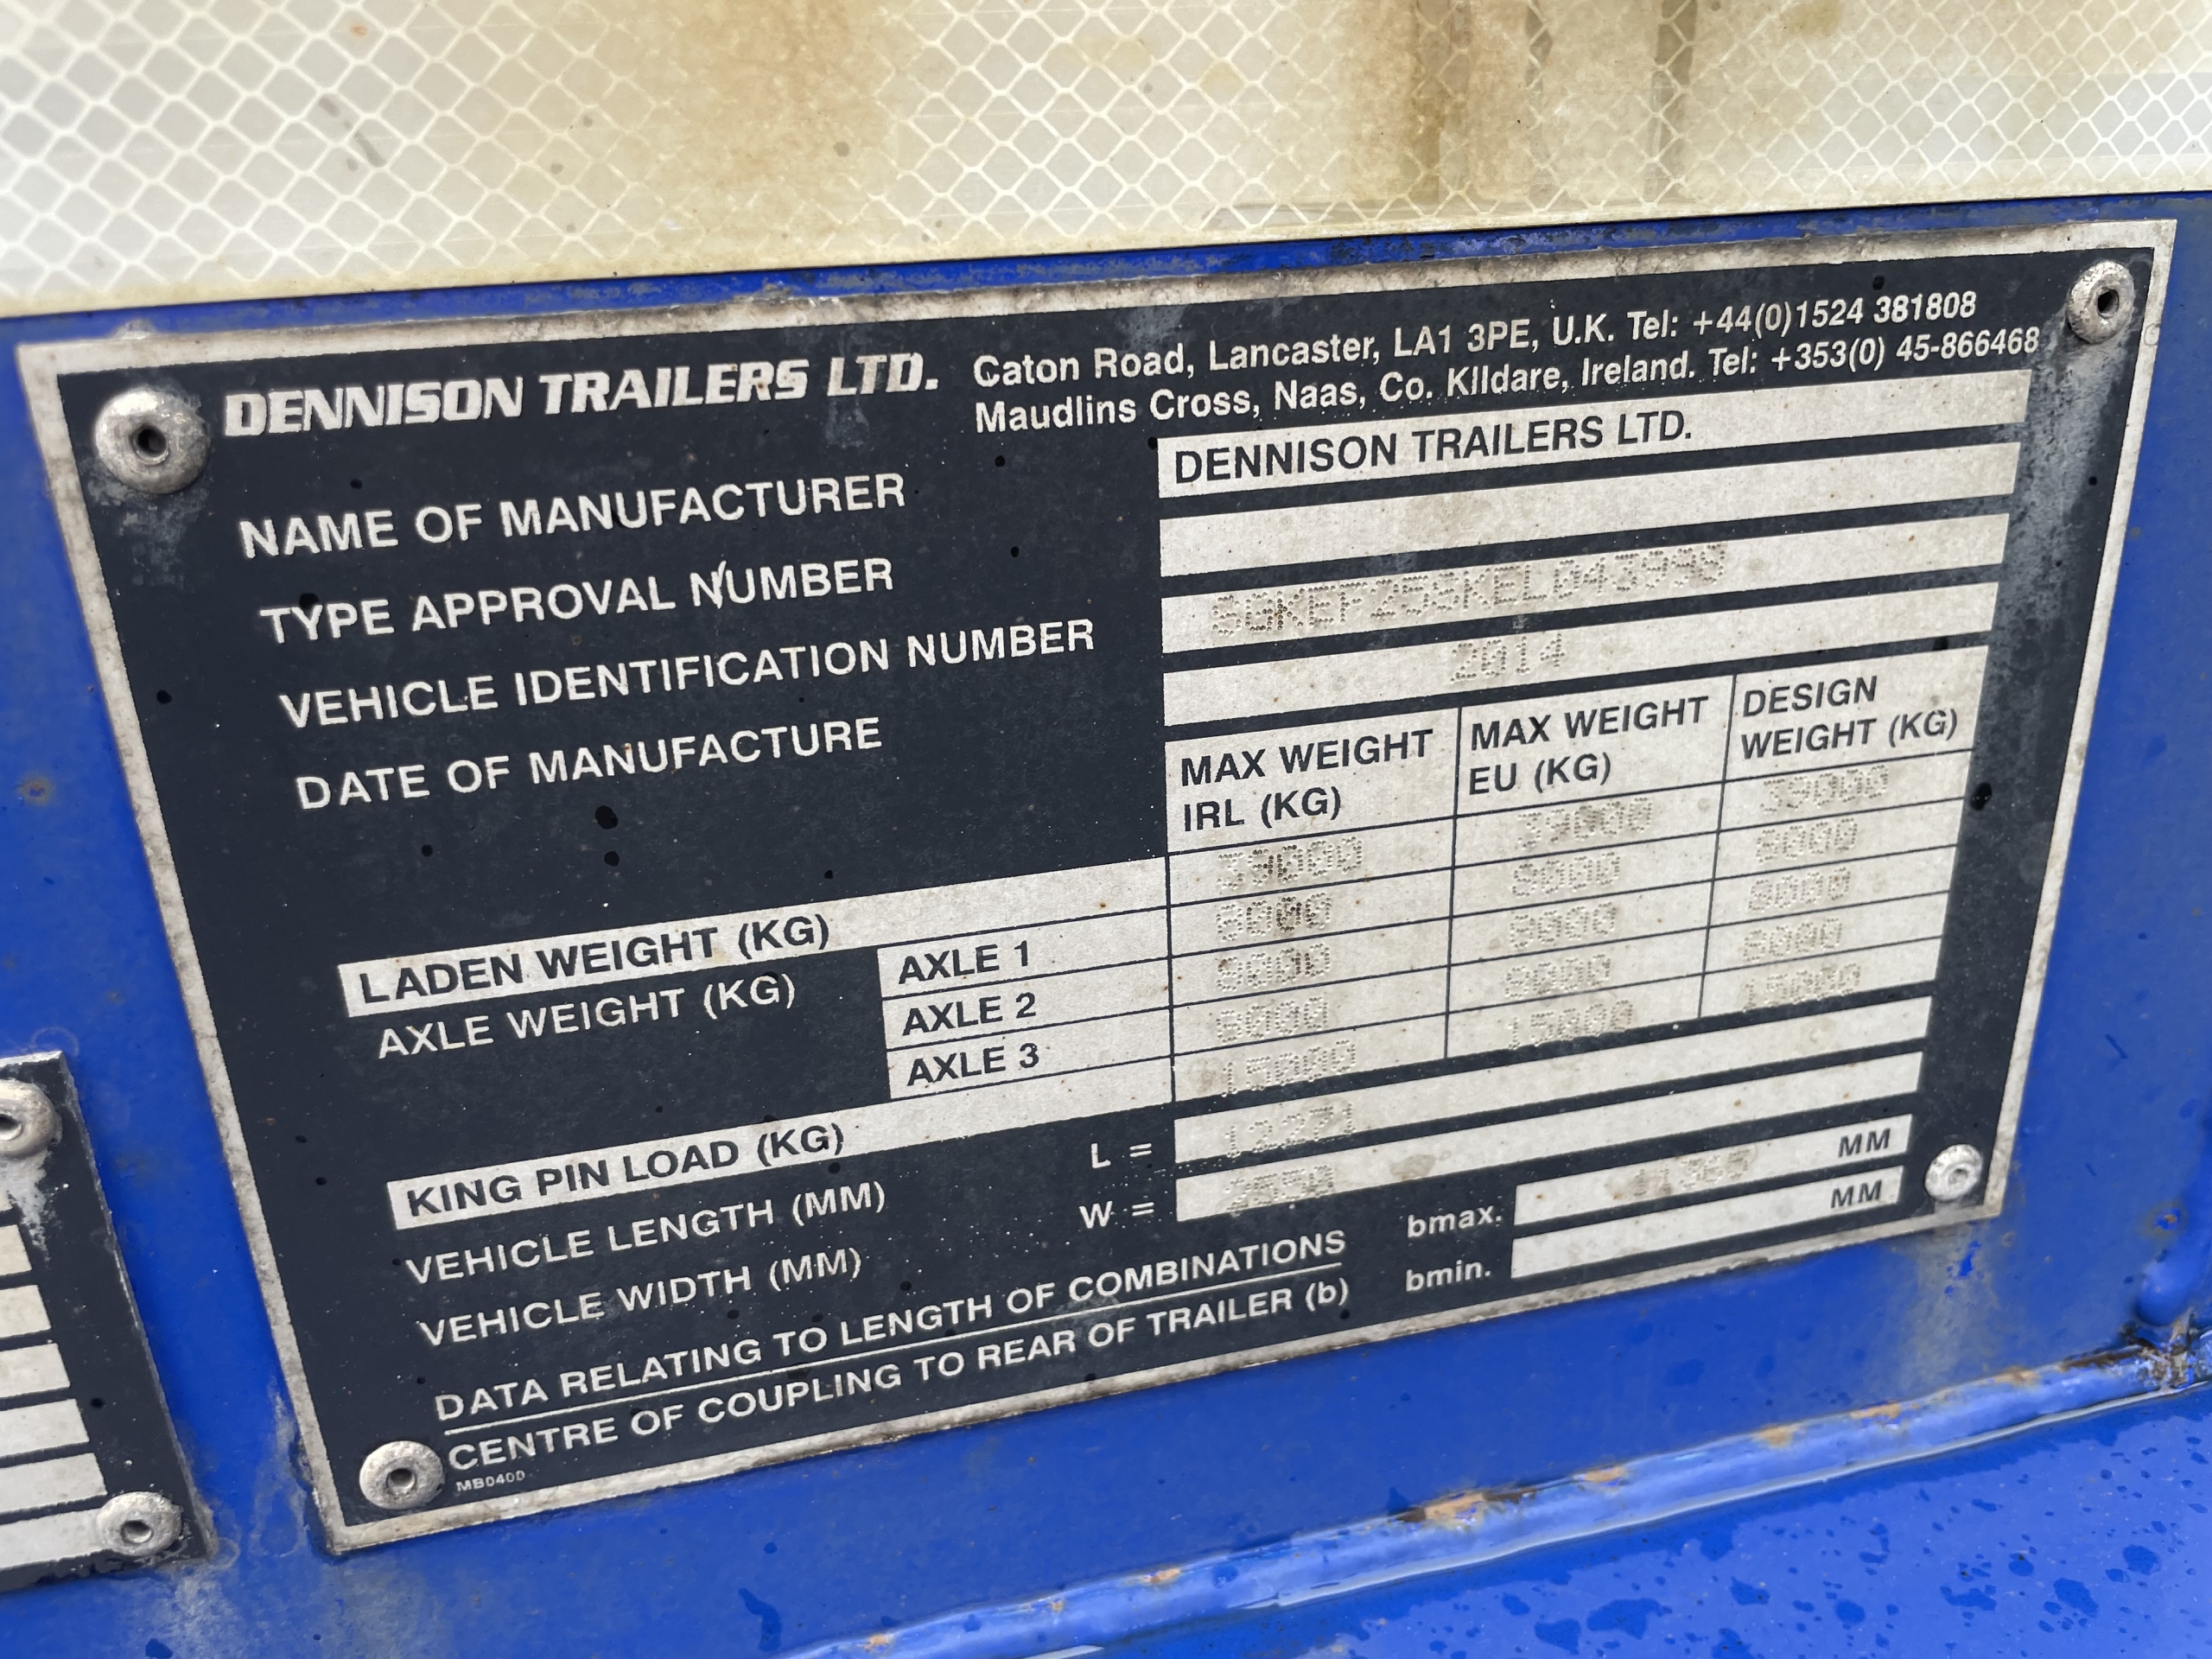 DENNISON TRAILERS LTD. Caton Road, Lancaster, LA1 3PE, U.K. Tel: +44(0)1524 381808
Maudlins Cross, Naas, Co. Kildare, Ireland. Tel: +353(0) 45-866468
NAME OF MANUFACTURER DENNISON TRAILERS LTD.
TYPE APPROVAL NUMBER
VEHICLE IDENTIFICATION NUMBER
DATE OF MANUFACTURE 2014
MAX WEIGHT IRL (KG) MAX WEIGHT EU (KG) DESIGN WEIGHT (KG)
LADEN WEIGHT (KG) 39000 39000 39000
AXLE WEIGHT (KG) AXLE 1 8000 8000 8000
AXLE 2 8000 8000 8000
AXLE 3 8000 8000 8000
KING PIN LOAD (KG) 15000 15000 15000
VEHICLE LENGTH (MM) L = 12271
VEHICLE WIDTH (MM) W = 2550
DATA RELATING TO LENGTH OF COMBINATIONS bmax. MM
CENTRE OF COUPLING TO REAR OF TRAILER (b) bmin. MM
MB040D